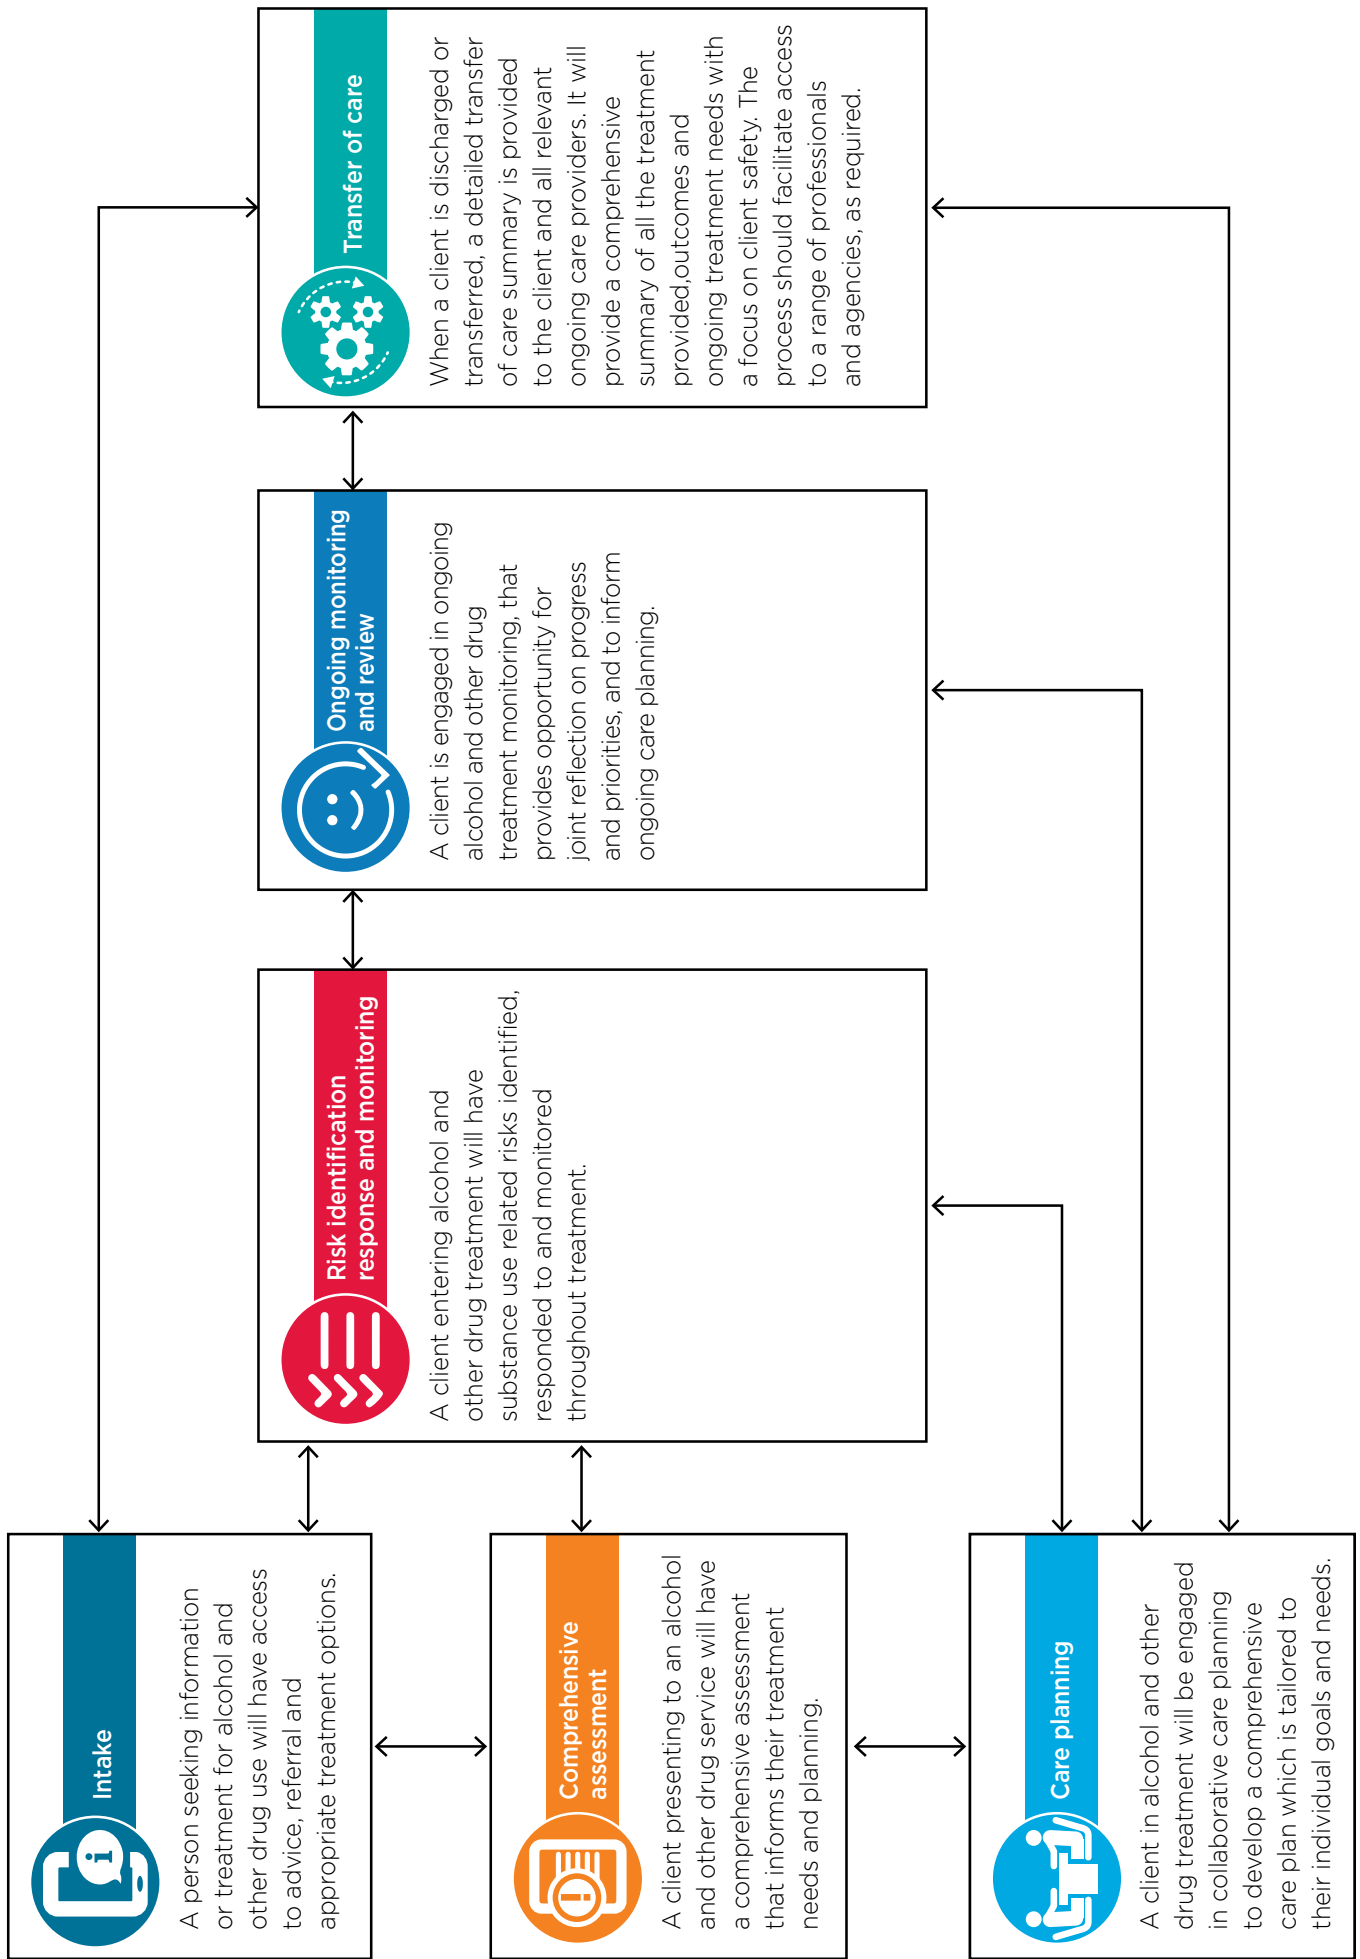 Intake
A person seeking information
or treatment for alcohol and
other drug use will have access
to advice, referral and
appropriate treatment options.
Comprehensive
assessment
A client presenting to an alcohol
and other drug service will have
a comprehensive assessment
that informs their treatment
needs and planning.
Care planning
A client in alcohol and other
drug treatment will be engaged
in collaborative care planning
to develop a comprehensive
care plan which is tailored to
their individual goals and needs.
Risk identification
response and monitoring
A client entering alcohol and
other drug treatment will have
substance use related risks identified,
responded to and monitored
throughout treatment.
Ongoing monitoring
and review
A client is engaged in ongoing
alcohol and other drug
treatment monitoring, that
provides opportunity for
joint reflection on progress
and priorities, and to inform
ongoing care planning.
Transfer of care
When a client is discharged or
transferred, a detailed transfer
of care summary is provided
to the client and all relevant
ongoing care providers. It will
provide a comprehensive
summary of all the treatment
provided,outcomes and
ongoing treatment needs with
a focus on client safety. The
process should facilitate access
to a range of professionals
and agencies, as required.